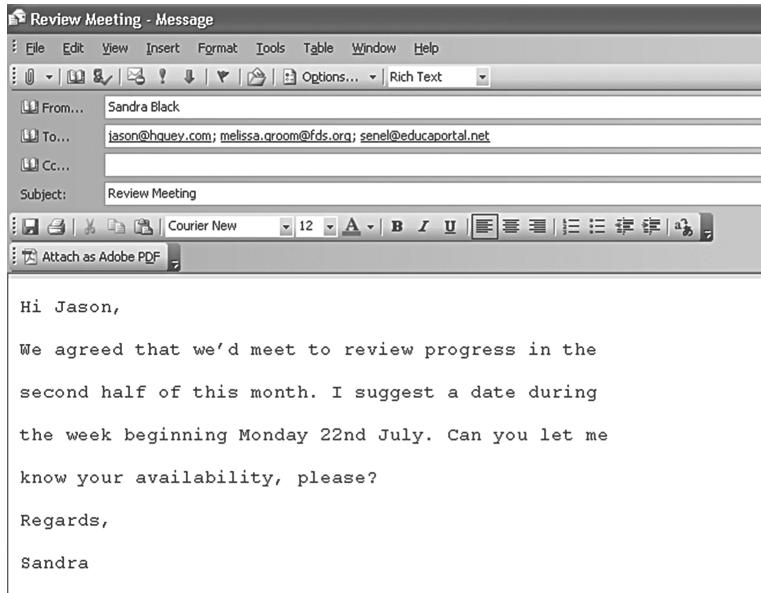 Review Meeting - Message
File Edit View Insert Format Tools Table Window Help
Options... Rich Text
From... Sandra Black
To... jason@hquey.com; melissa.groom@fds.org; senel@educaportal.net
Cc...
Subject: Review Meeting
Courier New 12 A B I U
Attach as Adobe PDF
Hi Jason,
We agreed that we’d meet to review progress in the
second half of this month. I suggest a date during
the week beginning Monday 22nd July. Can you let me
know your availability, please?
Regards,
Sandra